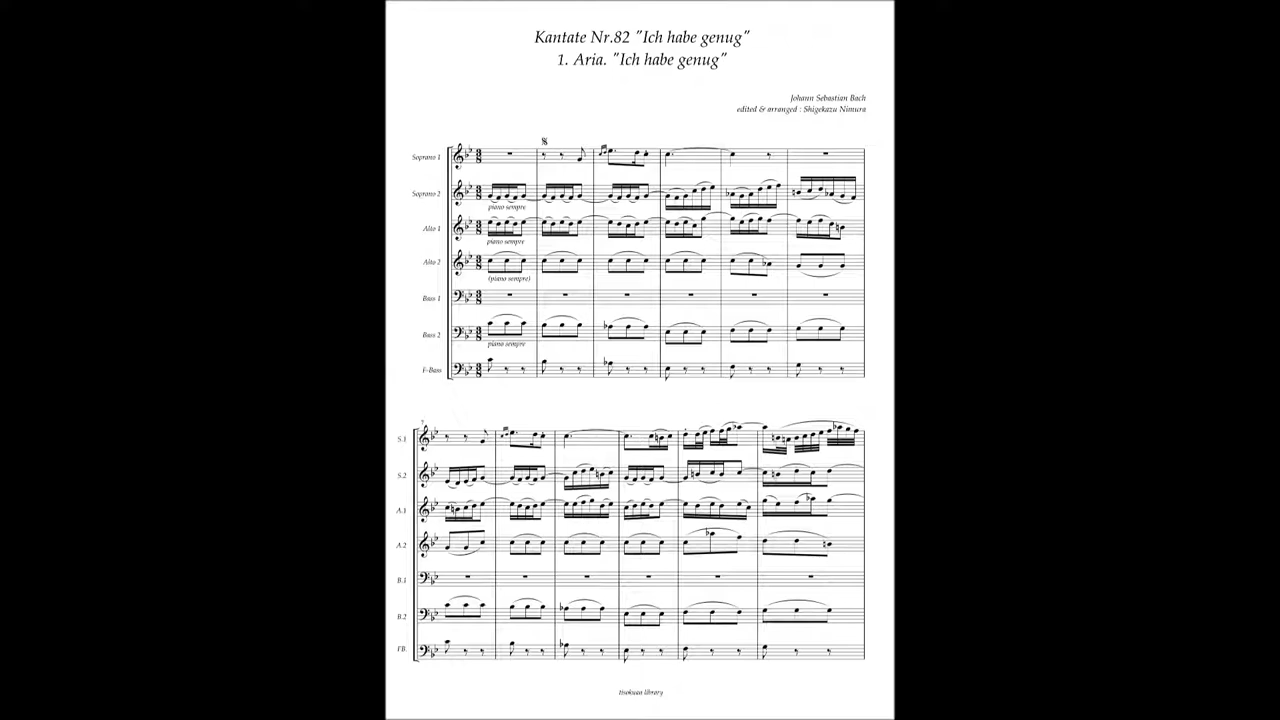 Kantate Nr.82 "Ich habe genug"
1. Aria. "Ich habe genug"
Johann Sebastian Bach
edited & arranged : Shigekazu Nimura
Soprano 1
Soprano 2
piano sempre
Alto 1
piano sempre
Alto 2
(piano sempre)
Bass 1
Bass 2
piano sempre
F-Bass
7
S.1
S.2
A.1
A.2
B.1
B.2
FB.